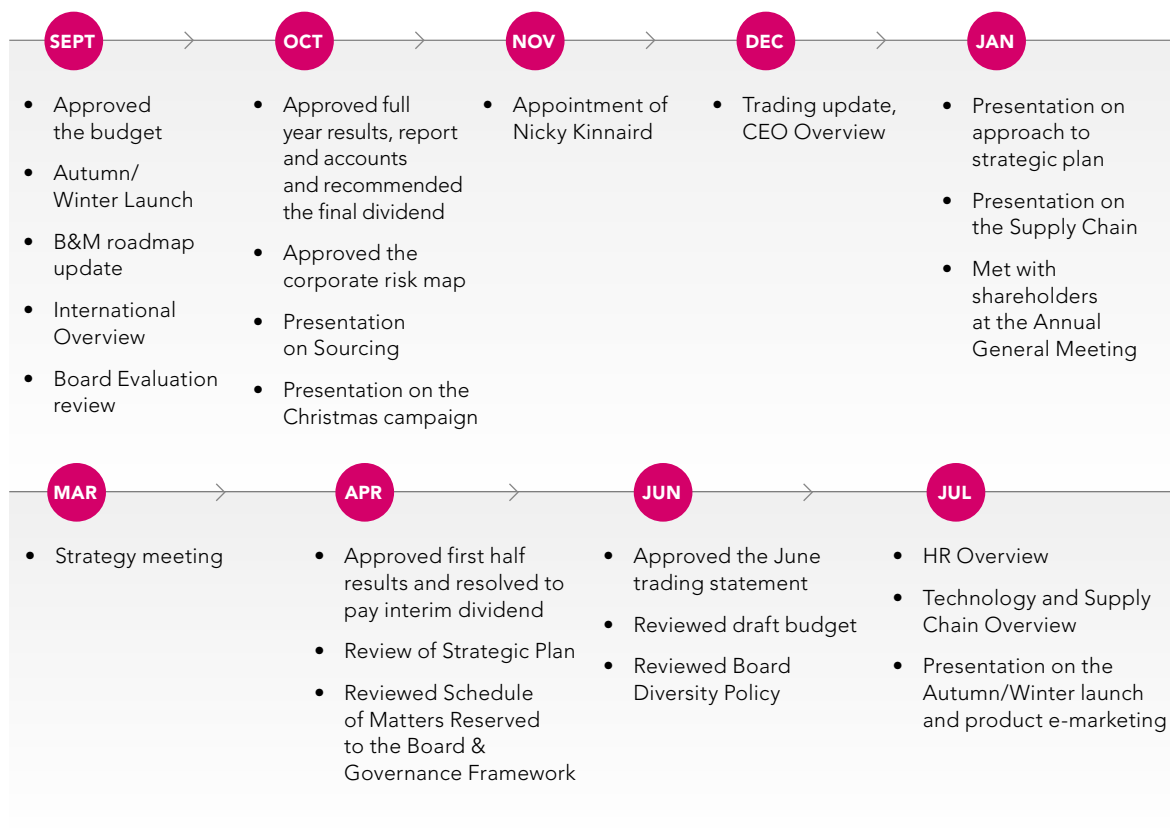 SEPT
• Approved
the budget
• Autumn/
Winter Launch
• B&M roadmap
update
• International
Overview
• Board Evaluation
review
OCT
• Approved full
year results, report
and accounts
and recommended
the final dividend
• Approved the
corporate risk map
• Presentation
on Sourcing
• Presentation on the
Christmas campaign
NOV
• Appointment of
Nicky Kinnaird
DEC
• Trading update,
CEO Overview
JAN
• Presentation on
approach to
strategic plan
• Presentation on
the Supply Chain
• Met with
shareholders
at the Annual
General Meeting
MAR
• Strategy meeting
APR
• Approved first half
results and resolved to
pay interim dividend
• Review of Strategic Plan
• Reviewed Schedule
of Matters Reserved
to the Board &
Governance Framework
JUN
• Approved the June
trading statement
• Reviewed draft budget
• Reviewed Board
Diversity Policy
JUL
• HR Overview
• Technology and Supply
Chain Overview
• Presentation on the
Autumn/Winter launch
and product e-marketing